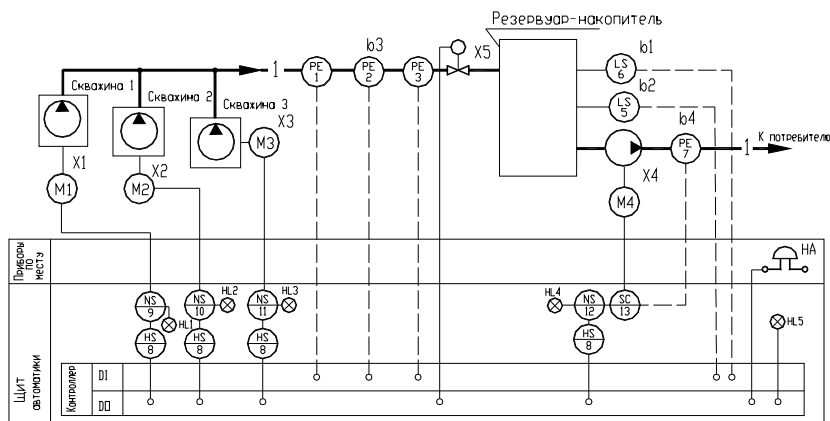 Резервуар-накопитель
Скважина 1
Скважина 2
Скважина 3
1
PE
1
b3
PE
2
PE
3
X5
b1
LS
6
b2
LS
5
b4
PE
7
1
К потребителю
X1
X2
X3
X4
M1
M2
M3
M4
Приборы
по
месту
HA
NS
9
HL1
HS
8
NS
10
HL2
HS
8
NS
11
HL3
HS
8
HL4
NS
12
SC
13
HS
8
HL5
Щит
автоматики
Контроллер
DI
DO